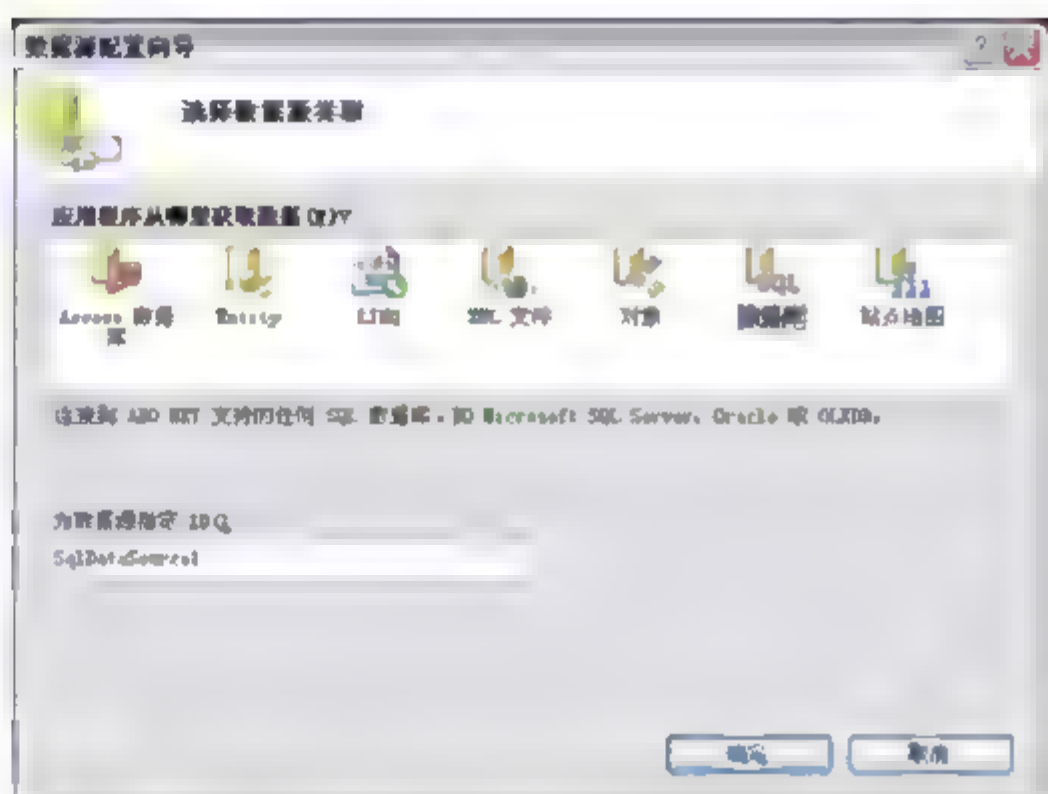 数据源配置向导
选择数据源类型
应用程序从哪里获取数据(W)?
Access 数据库
Entity
LINQ
XML 文件
对象
数据库
站点地图
连接到 ADO.NET 支持的任何 SQL 数据库，如 Microsoft SQL Server、Oracle 或 OLEDB。
为数据源指定 ID
SqlDataSource1
确定
取消